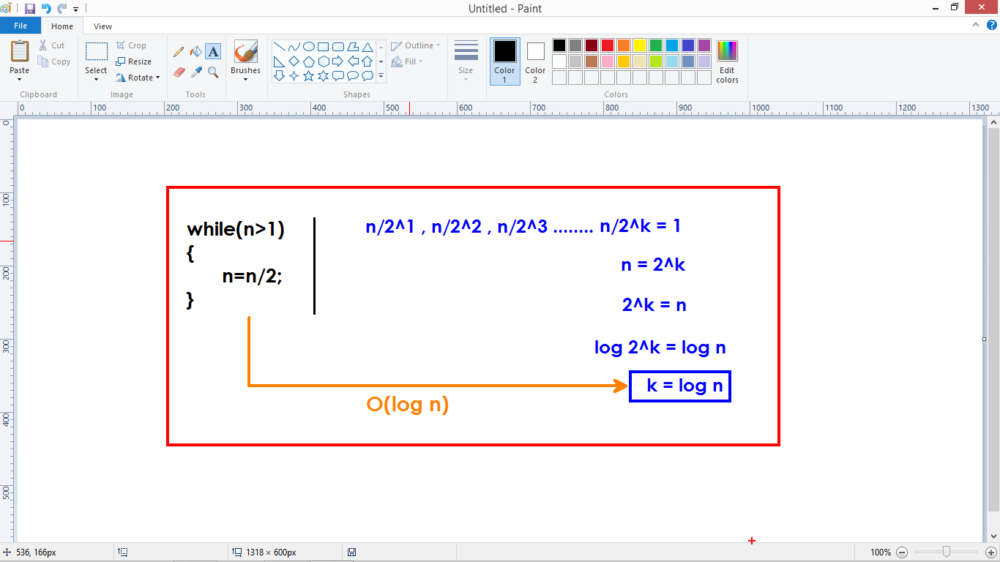 Untitled - Paint
File Home View
Paste Cut Copy Select Crop Resize Rotate A Brushes Outline Fill Size Color 1 Color 2 Edit colors
Clipboard Image Tools Shapes Colors
0 100 200 300 400 500 600 700 800 900 1000 1100 1200 1300
0
100
200
300
400
500
while(n>1)
{
n=n/2;
}
n/2^1 , n/2^2 , n/2^3 ........ n/2^k = 1
n = 2^k
2^k = n
log 2^k = log n
k = log n
O(log n)
536, 166px 1318 × 600px 100%